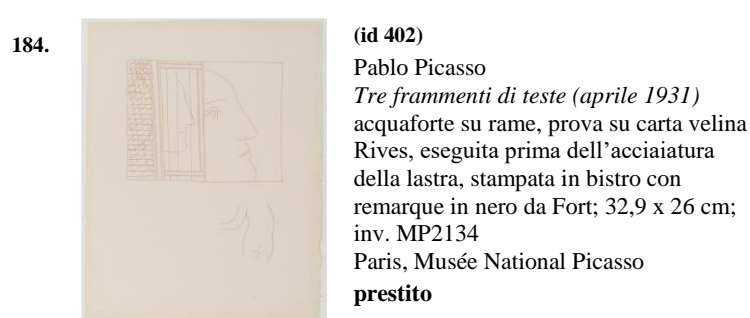 184.
(id 402)
Pablo Picasso
Tre frammenti di teste (aprile 1931)
acquaforte su rame, prova su carta velina
Rives, eseguita prima dell’acciaiatura
della lastra, stampata in bistro con
remarque in nero da Fort; 32,9 x 26 cm;
inv. MP2134
Paris, Musée National Picasso
prestito